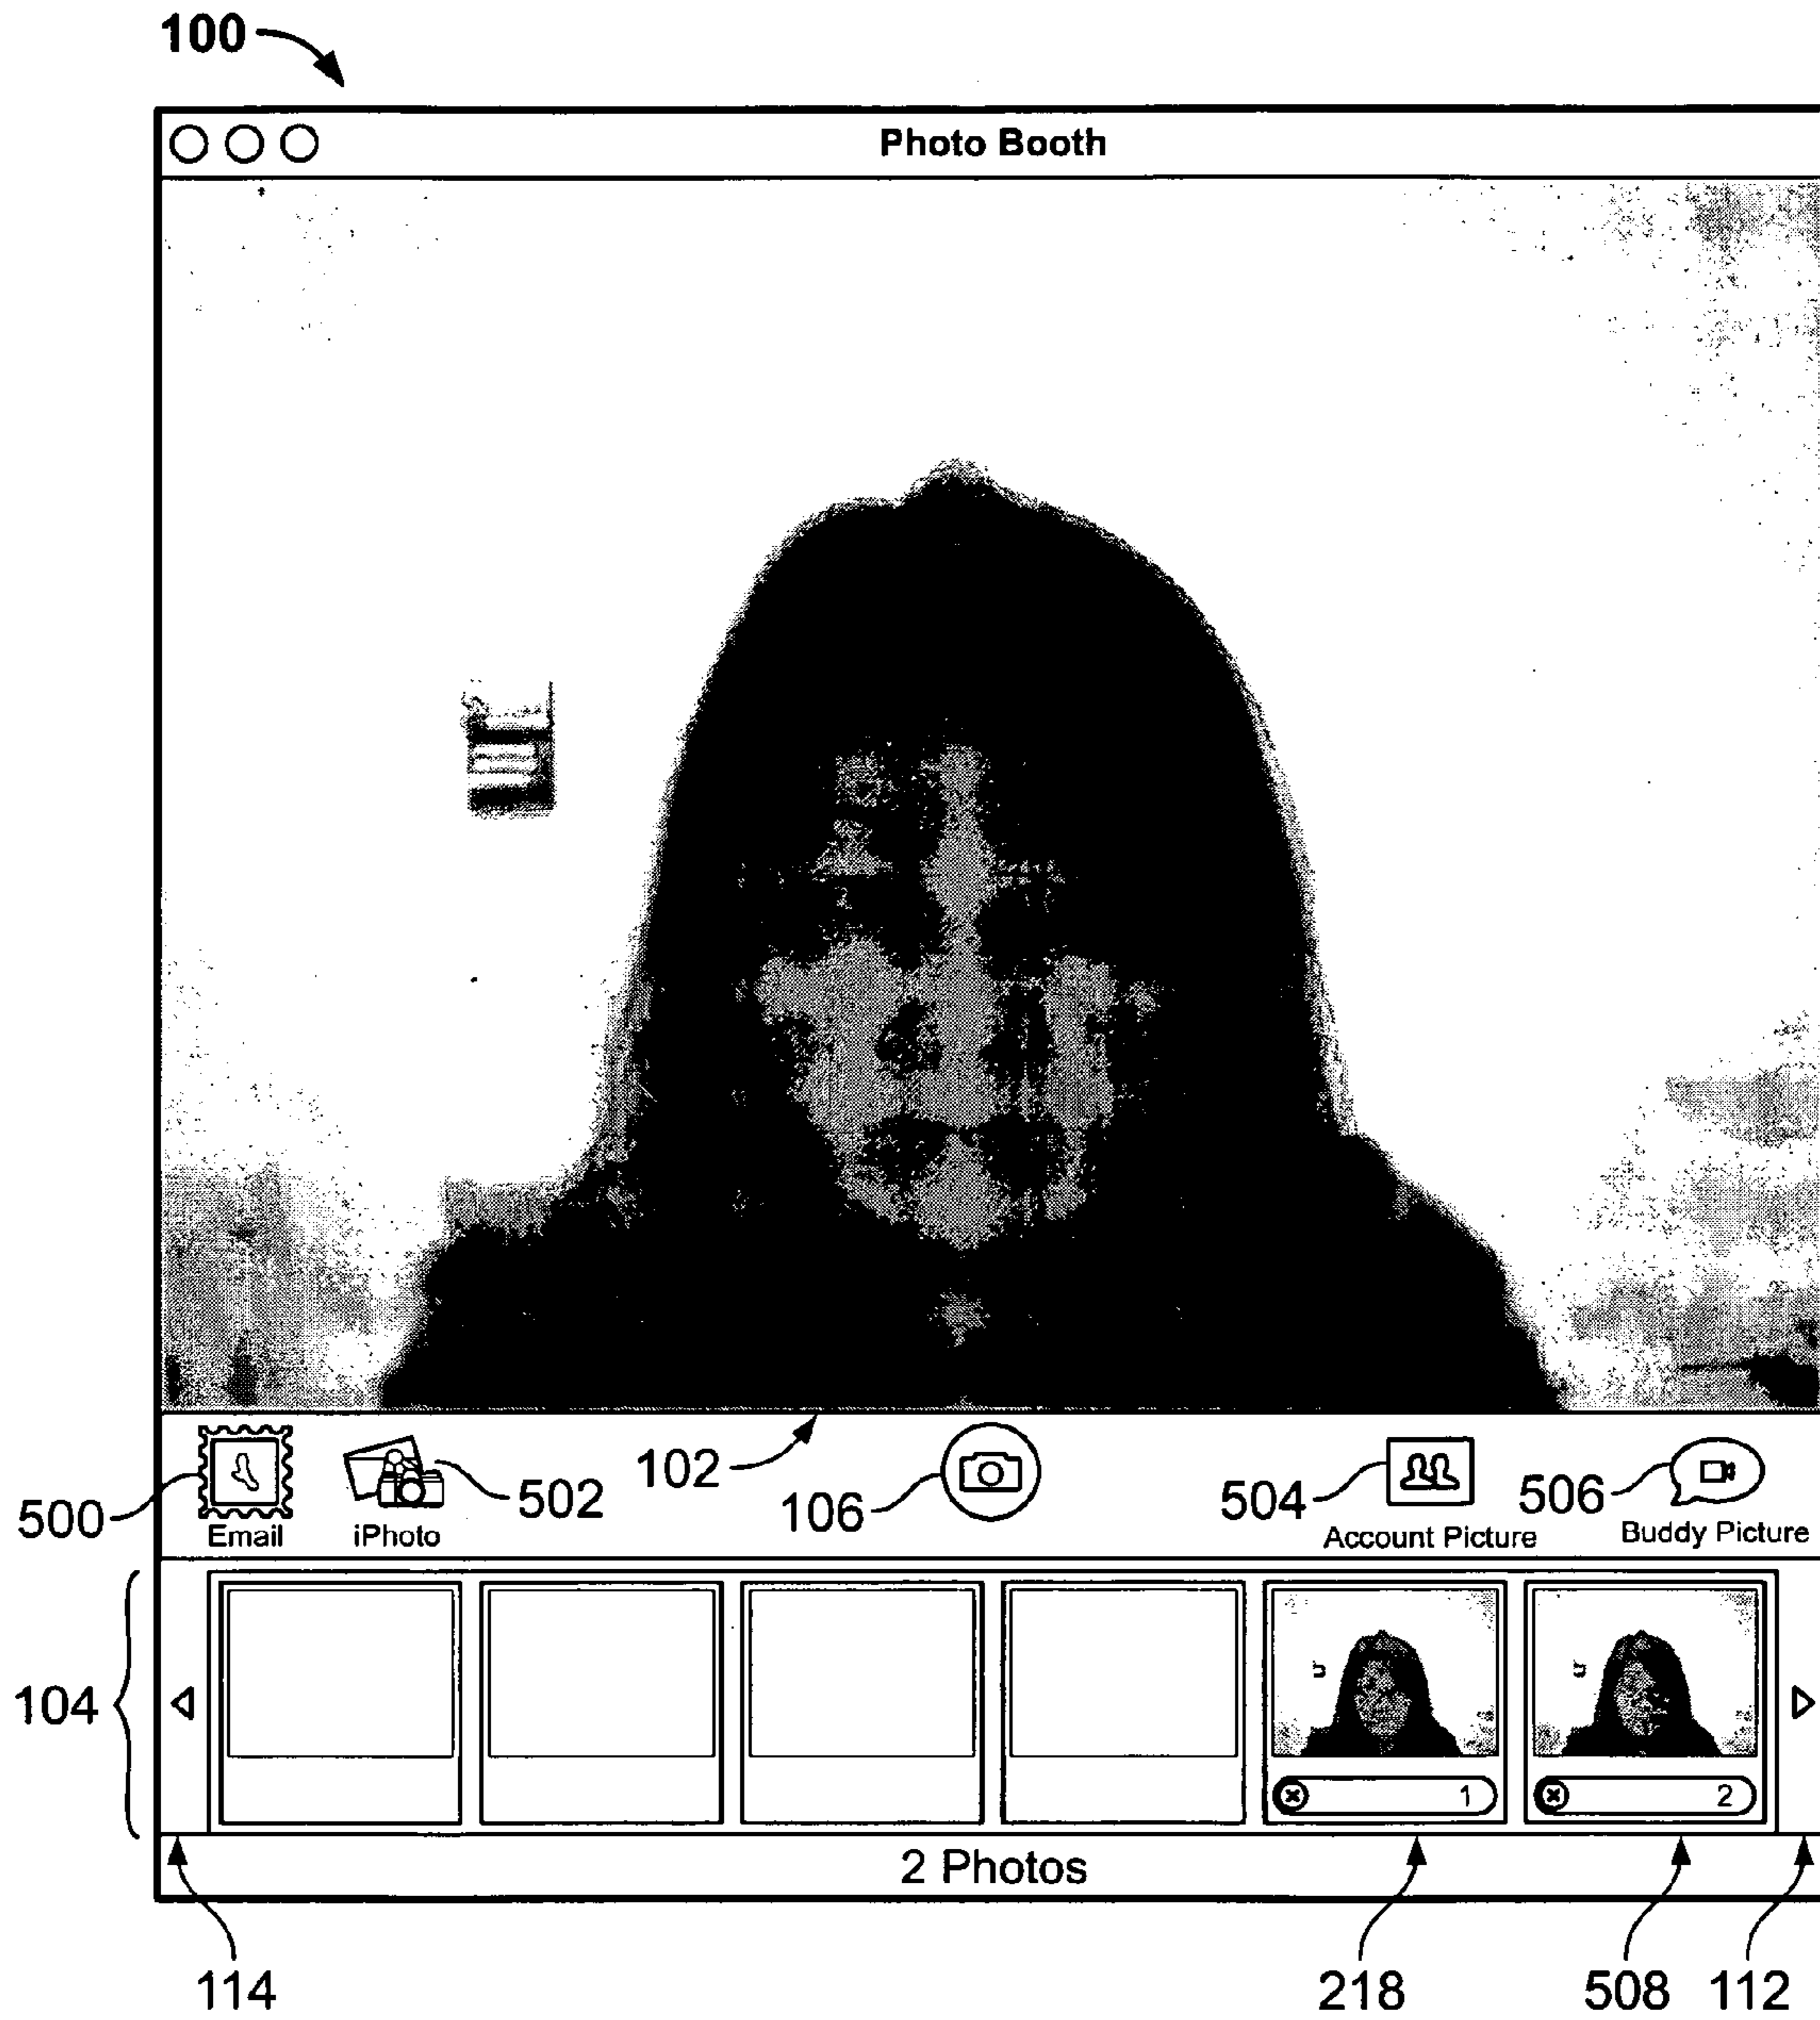 100
Photo Booth
500
Email
iPhoto
502
102
106
504
Account Picture
506
Buddy Picture
104
1
2
2 Photos
114
218
508
112